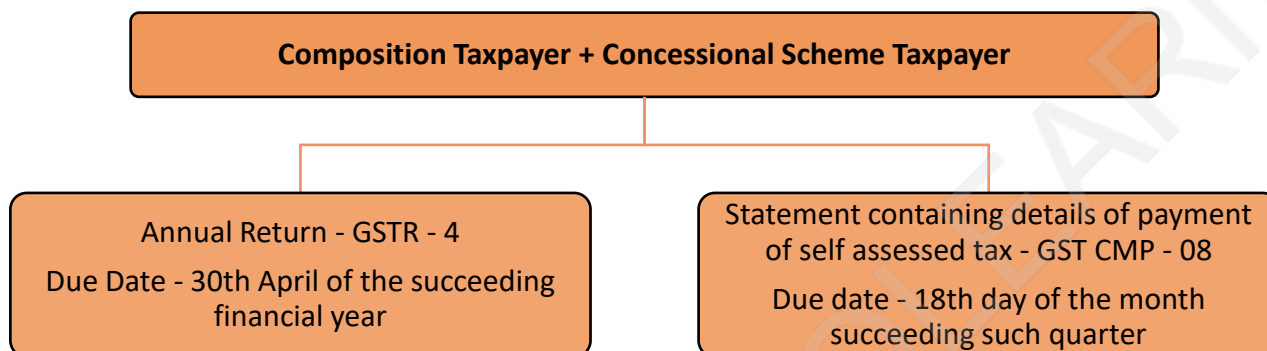 Composition Taxpayer + Concessional Scheme Taxpayer
Annual Return - GSTR - 4
Due Date - 30th April of the succeeding
financial year
Statement containing details of payment
of self assessed tax - GST CMP - 08
Due date - 18th day of the month
succeeding such quarter